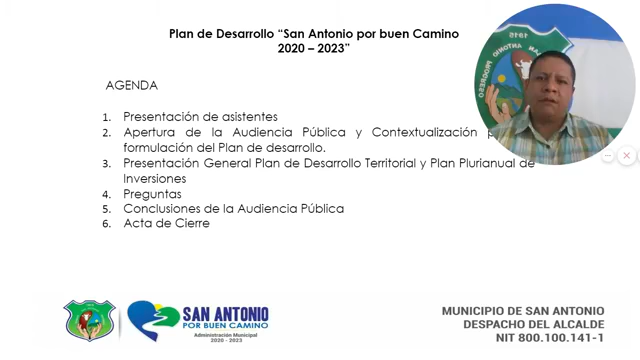 Plan de Desarrollo “San Antonio por buen Camino
2020 – 2023”
AGENDA
1. Presentación de asistentes
2. Apertura de la Audiencia Pública y Contextualización
formulación del Plan de desarrollo.
3. Presentación General Plan de Desarrollo Territorial y Plan Plurianual de
Inversiones
4. Preguntas
5. Conclusiones de la Audiencia Pública
6. Acta de Cierre
SAN ANTONIO
POR BUEN CAMINO
Administración Municipal
2020 - 2023
MUNICIPIO DE SAN ANTONIO
DESPACHO DEL ALCALDE
NIT 800.100.141-1